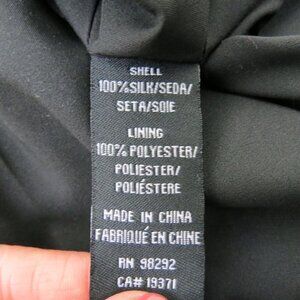 SHELL
100%SILK/SEDA/
SETA/SOIE
LINING
100% POLYESTER/
POLIESTER/
POLIÉSTERE
MADE IN CHINA
FABRIQUÉ EN CHINE
RN 98292
CA# 19371